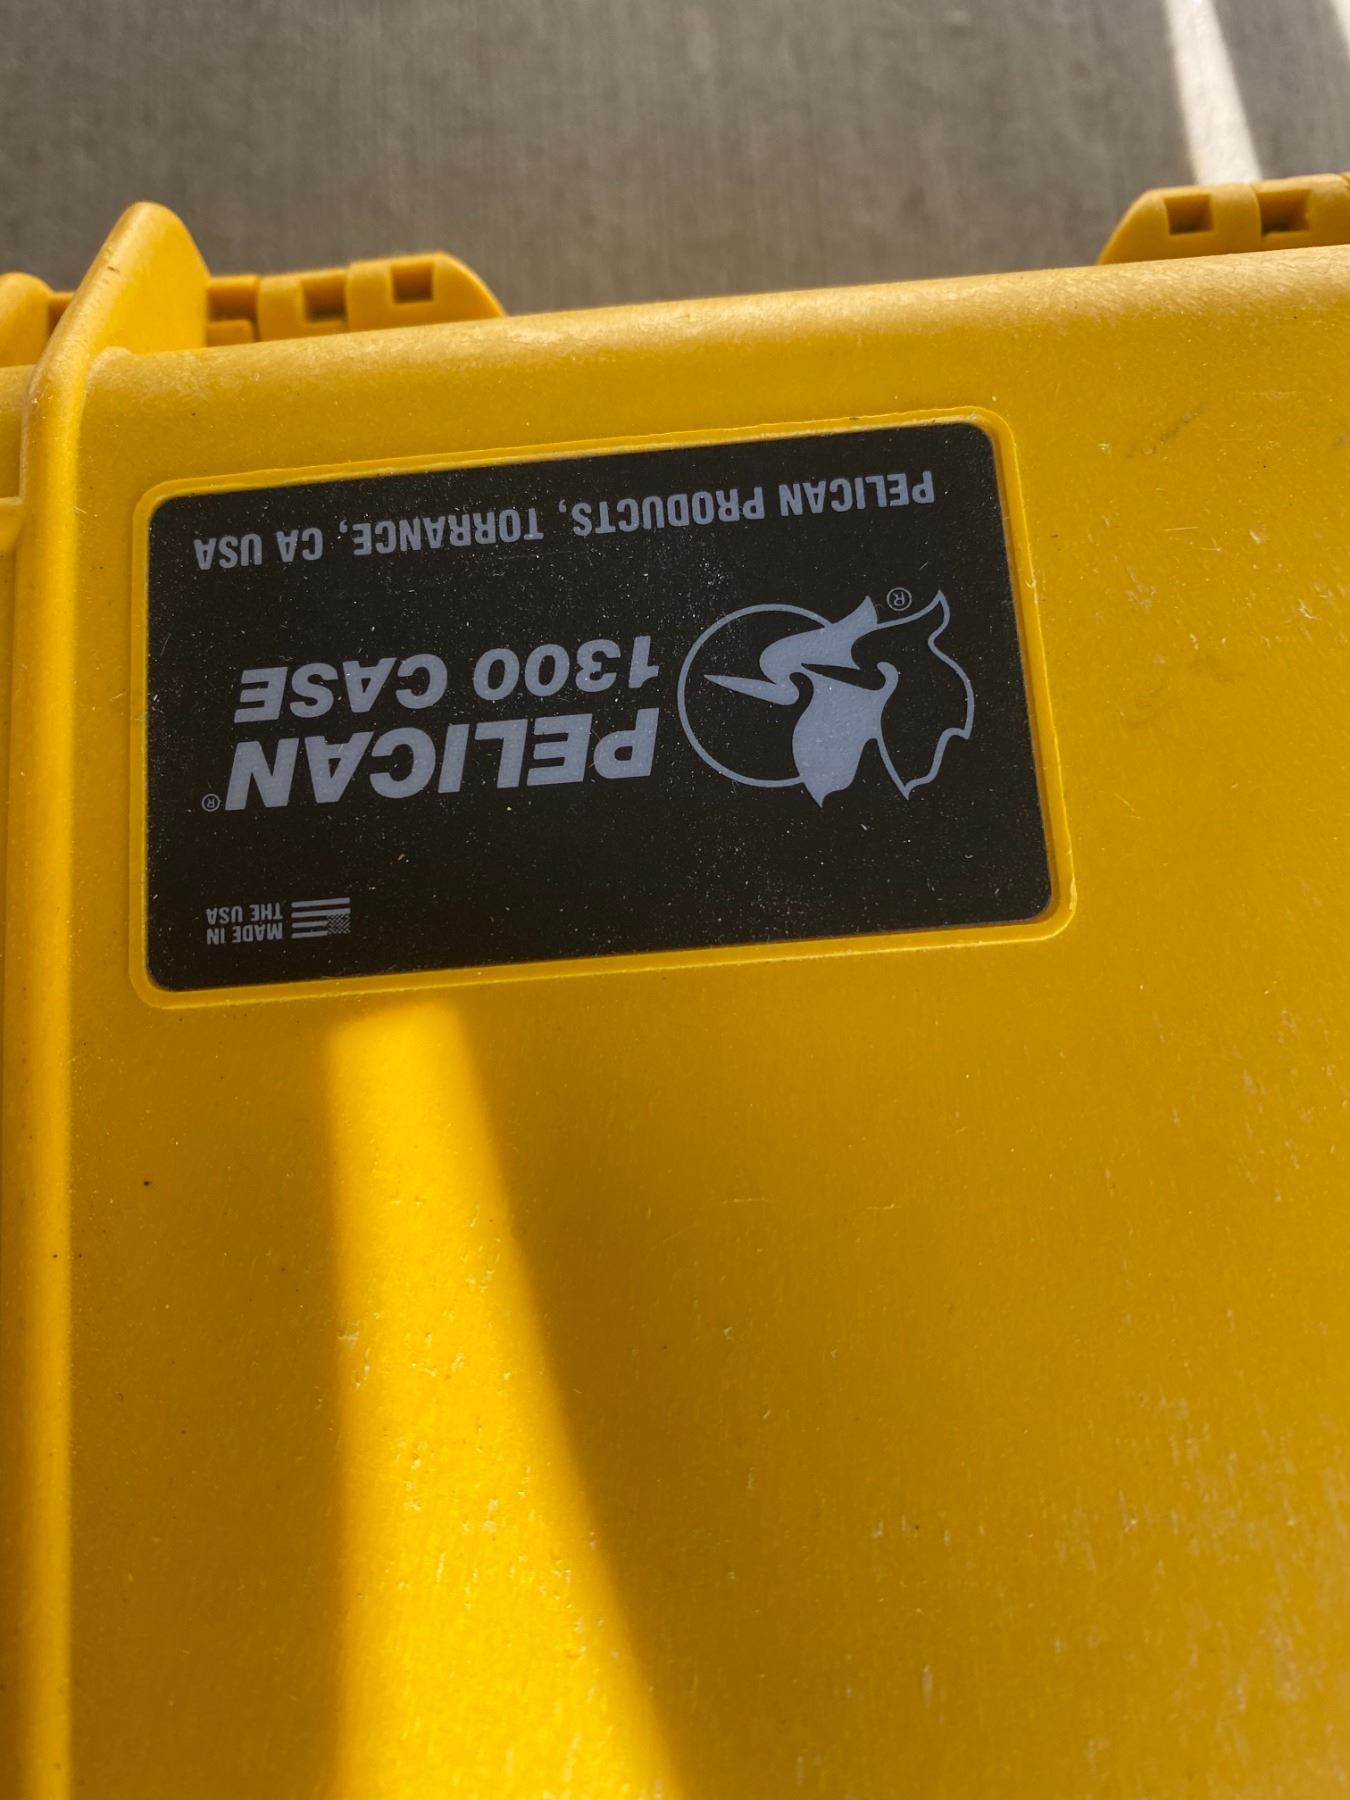 MADE IN
THE USA
PELICAN®
1300 CASE
®
PELICAN PRODUCTS, TORRANCE, CA USA